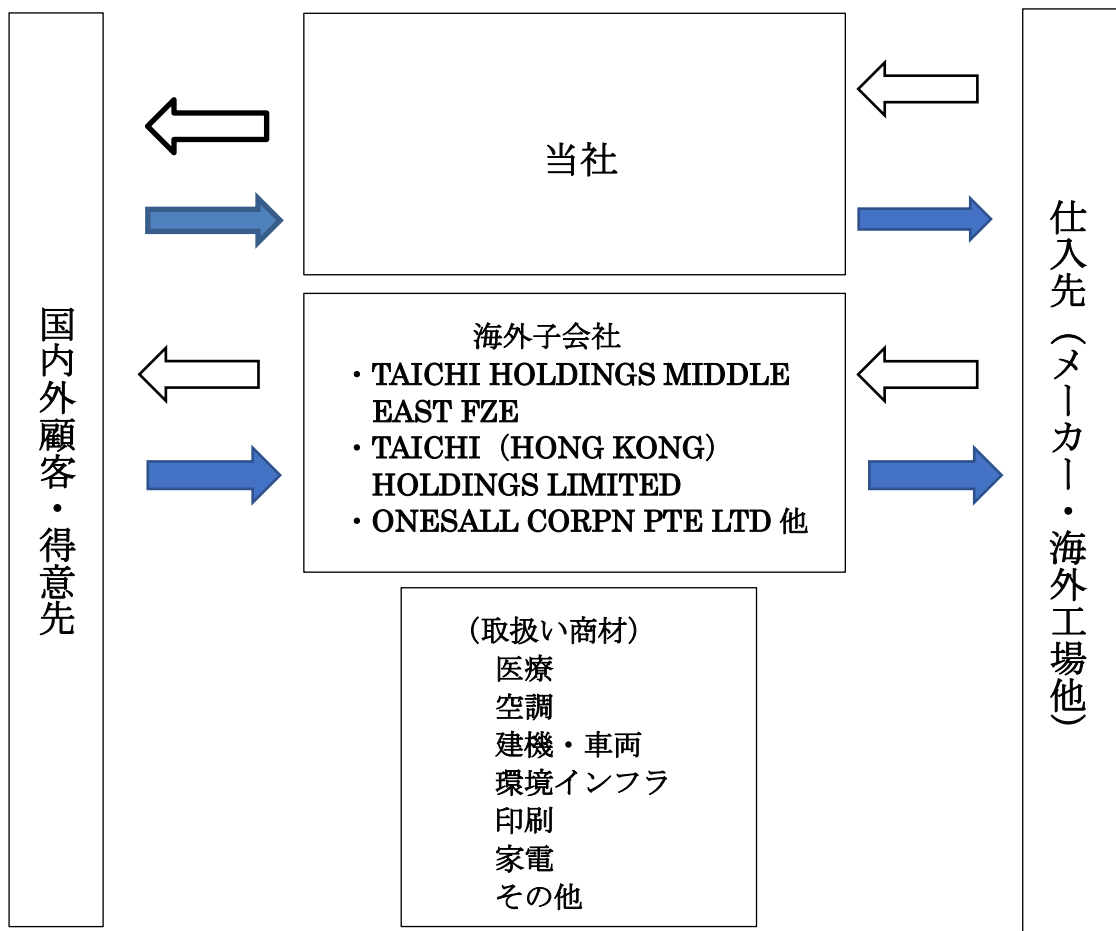 当社
国内外顧客・得意先
海外子会社
・TAICHI HOLDINGS MIDDLE
EAST FZE
・TAICHI（HONG KONG）
HOLDINGS LIMITED
・ONESALL CORPN PTE LTD 他
（取扱い商材）
医療
空調
建機・車両
環境インフラ
印刷
家電
その他
仕入先（メーカー・海外工場他）